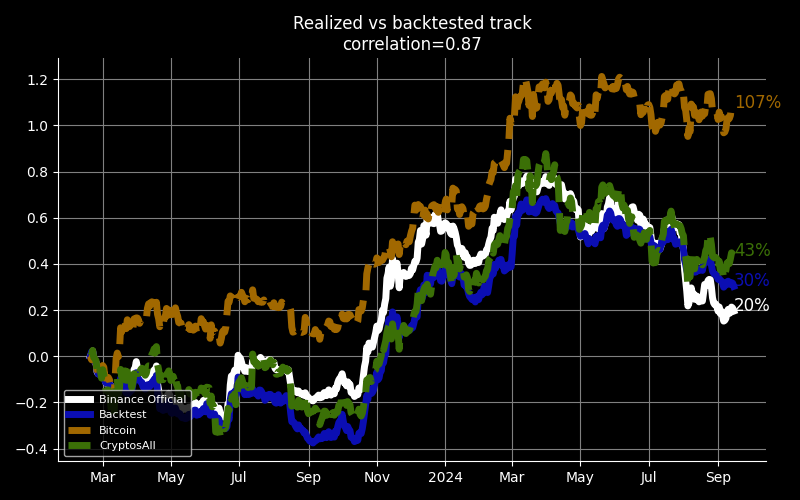 Realized vs backtested track
correlation=0.87
1.2
1.0
0.8
0.6
0.4
0.2
0.0
−0.2
−0.4
107%
43%
30%
20%
Binance Official
Backtest
Bitcoin
CryptosAll
Mar May Jul Sep Nov 2024 Mar May Jul Sep